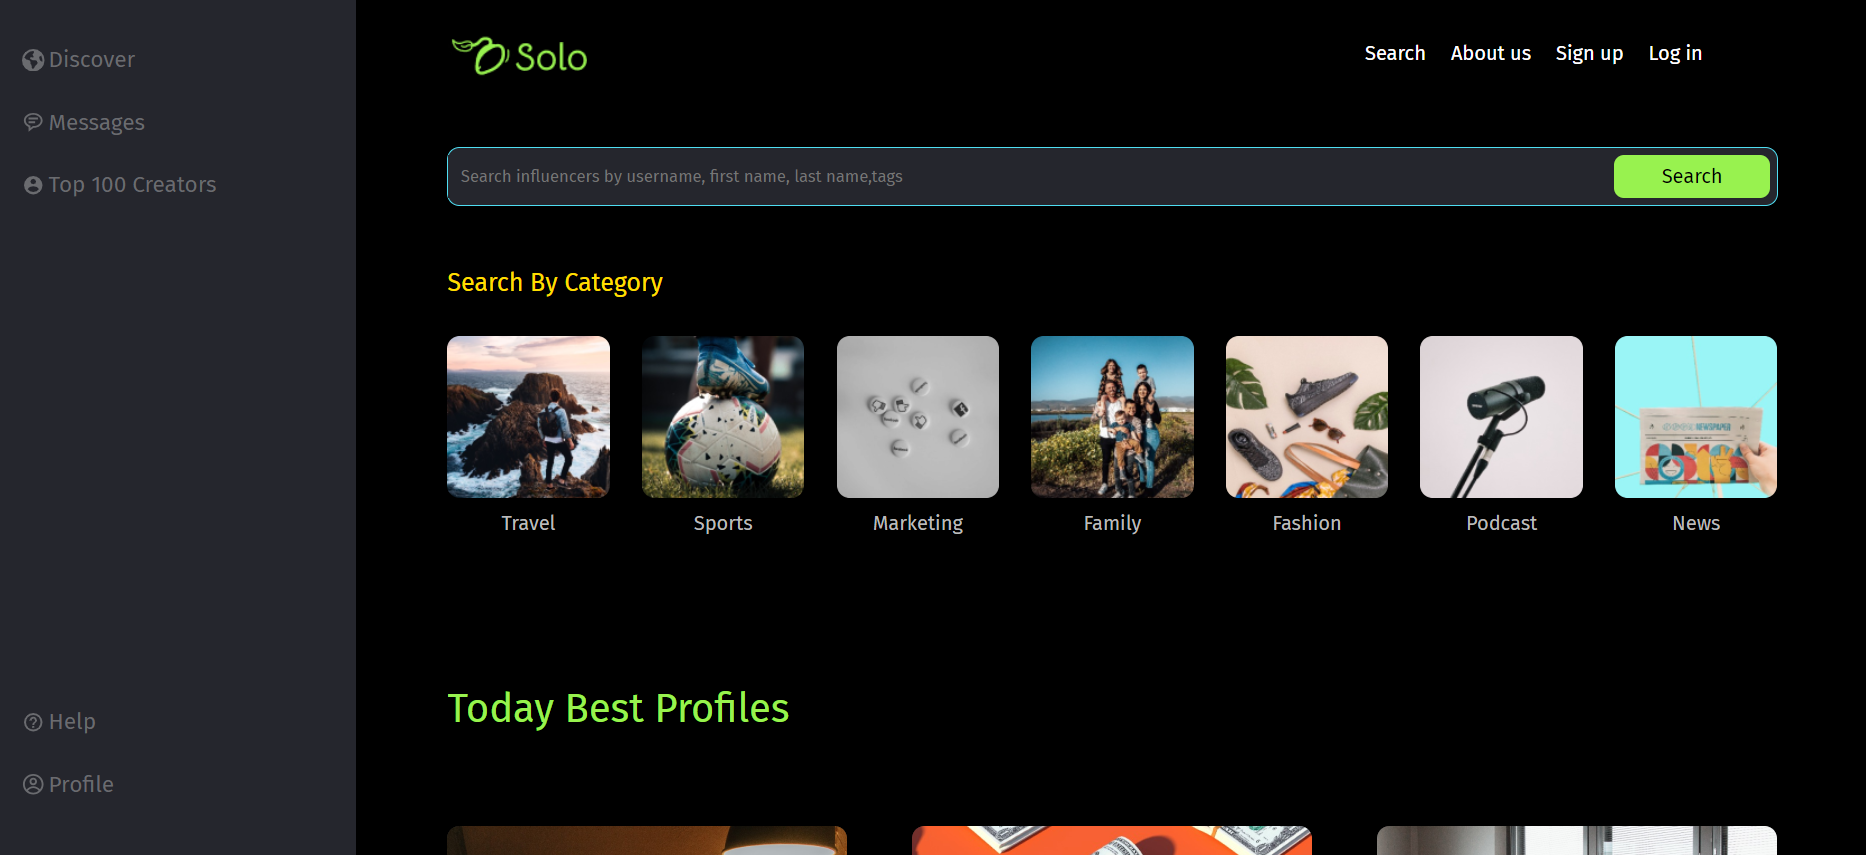 Discover
Messages
Top 100 Creators
Help
Profile
Solo
Search
About us
Sign up
Log in
Search influencers by username, first name, last name,tags
Search
Search By Category
Travel
Sports
Marketing
Family
Fashion
Podcast
News
NEWSPAPER
Today Best Profiles